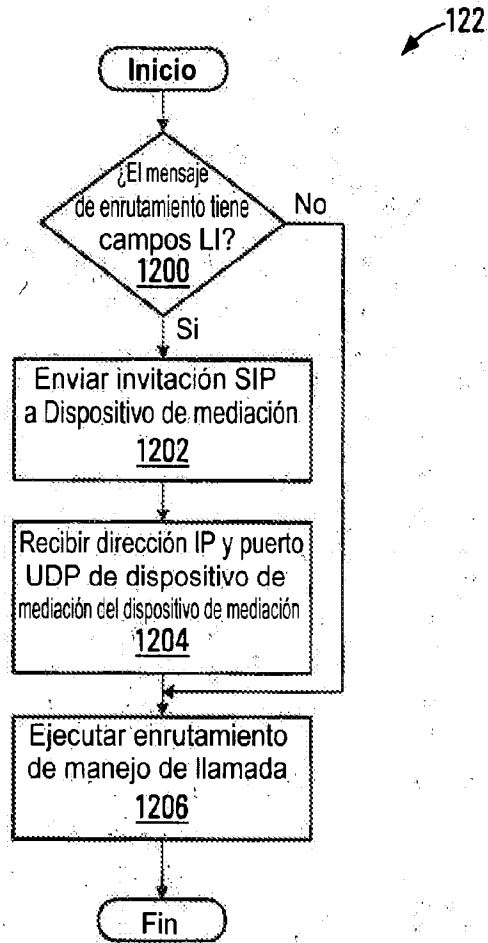 122
Inicio
¿El mensaje
de enrutamiento tiene
campos LI?
1200
No
Si
Enviar invitación SIP
a Dispositivo de mediación
1202
Recibir dirección IP y puerto
UDP de dispositivo de
mediación del dispositivo de mediación
1204
Ejecutar enrutamiento
de manejo de llamada
1206
Fin